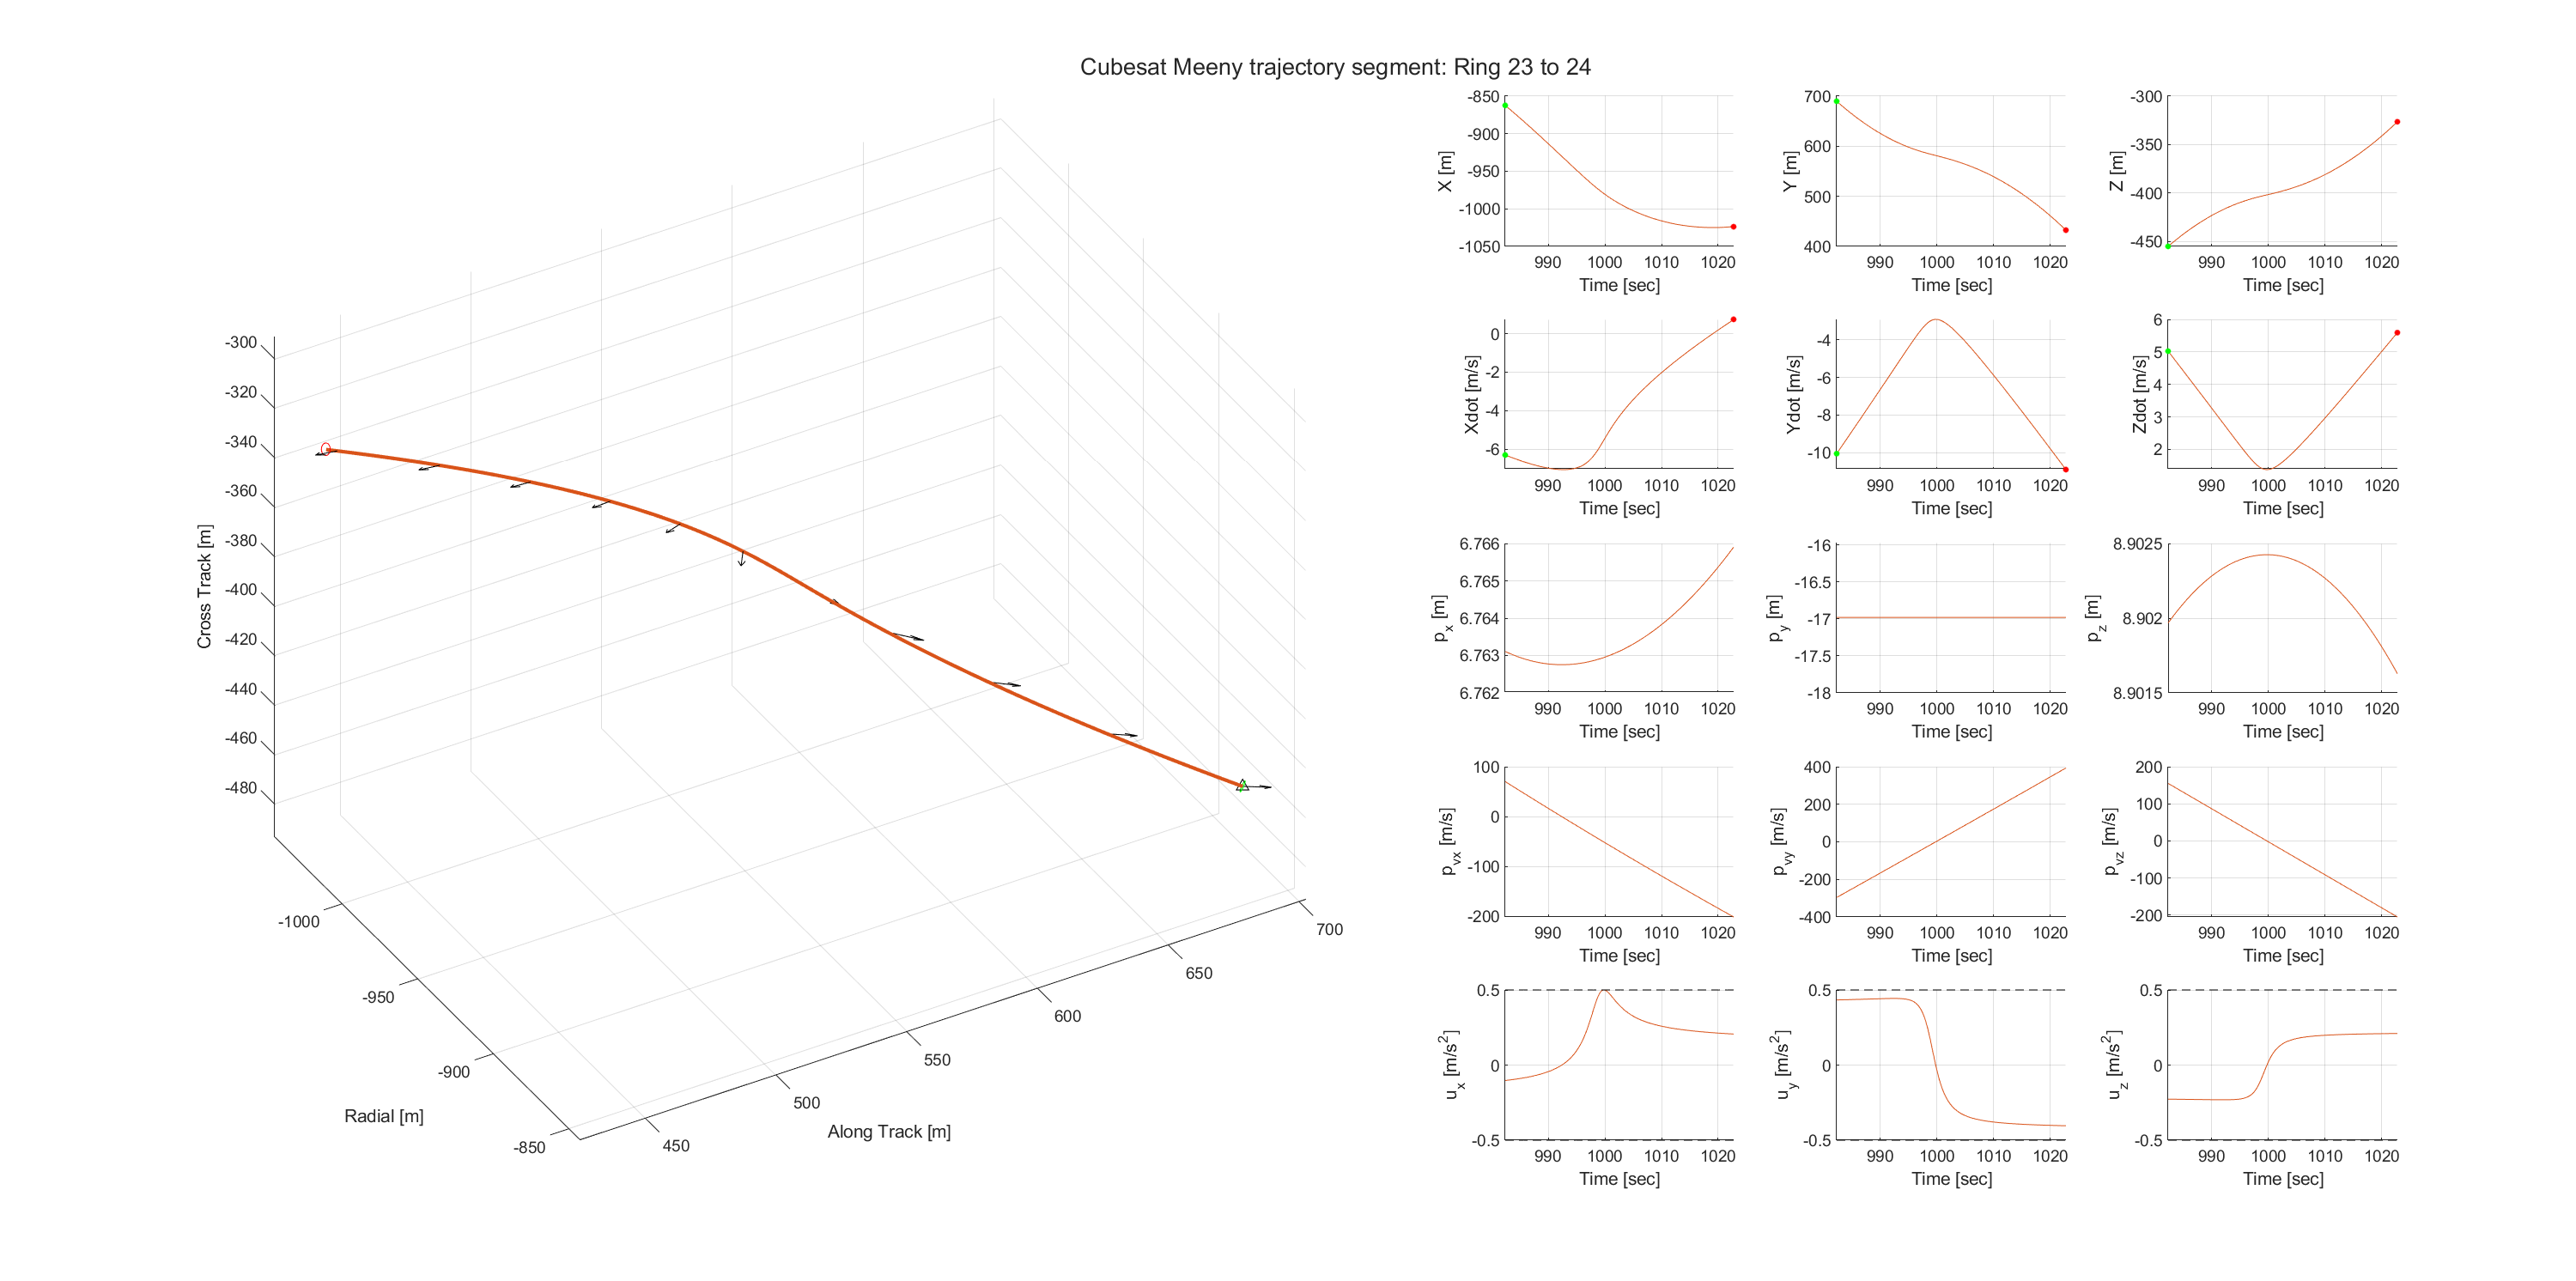 Cubesat Meeny trajectory segment: Ring 23 to 24
-300
-320
-340
-360
-380
-400
-420
-440
-460
-480
Cross Track [m]
-1000
-950
-900
-850
Radial [m]
450
500
550
600
650
700
Along Track [m]
-850
-900
-950
-1000
-1050
X [m]
990 1000 1010 1020
Time [sec]
700
600
500
400
Y [m]
990 1000 1010 1020
Time [sec]
-300
-350
-400
-450
Z [m]
990 1000 1010 1020
Time [sec]
0
-2
-4
-6
Xdot [m/s]
990 1000 1010 1020
Time [sec]
-4
-6
-8
-10
Ydot [m/s]
990 1000 1010 1020
Time [sec]
6
5
4
3
2
Zdot [m/s]
990 1000 1010 1020
Time [sec]
6.766
6.765
6.764
6.763
6.762
p_x [m]
990 1000 1010 1020
Time [sec]
-16
-16.5
-17
-17.5
-18
p_y [m]
990 1000 1010 1020
Time [sec]
8.9025
8.902
8.9015
p_z [m]
990 1000 1010 1020
Time [sec]
100
0
-100
-200
p_vx [m/s]
990 1000 1010 1020
Time [sec]
400
200
0
-200
-400
p_vy [m/s]
990 1000 1010 1020
Time [sec]
200
100
0
-100
-200
p_vz [m/s]
990 1000 1010 1020
Time [sec]
0.5
0
-0.5
u_x [m/s²]
990 1000 1010 1020
Time [sec]
0.5
0
-0.5
u_y [m/s²]
990 1000 1010 1020
Time [sec]
0.5
0
-0.5
u_z [m/s²]
990 1000 1010 1020
Time [sec]